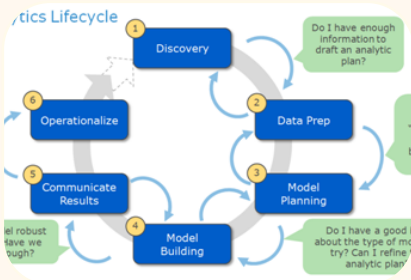 ytics Lifecycle
1
Discovery
Do I have enough
information to
draft an analytic
plan?
2
Data Prep
6
Operationalize
3
Model
Planning
5
Communicate
Results
4
Model
Building
el robust
Have we
ough?
Do I have a good i
about the type of mo
try? Can I refine
analytic plan